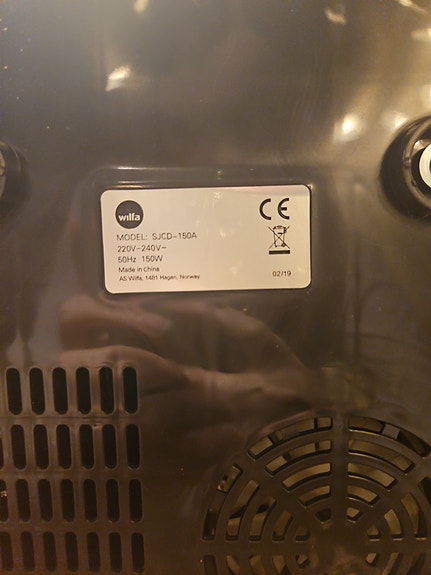 wilfa
CE
MODEL: SJCD-150A
220V-240V~
50Hz 150W
Made in China
AS Wilfa, 1481 Hagan, Norway
02/19